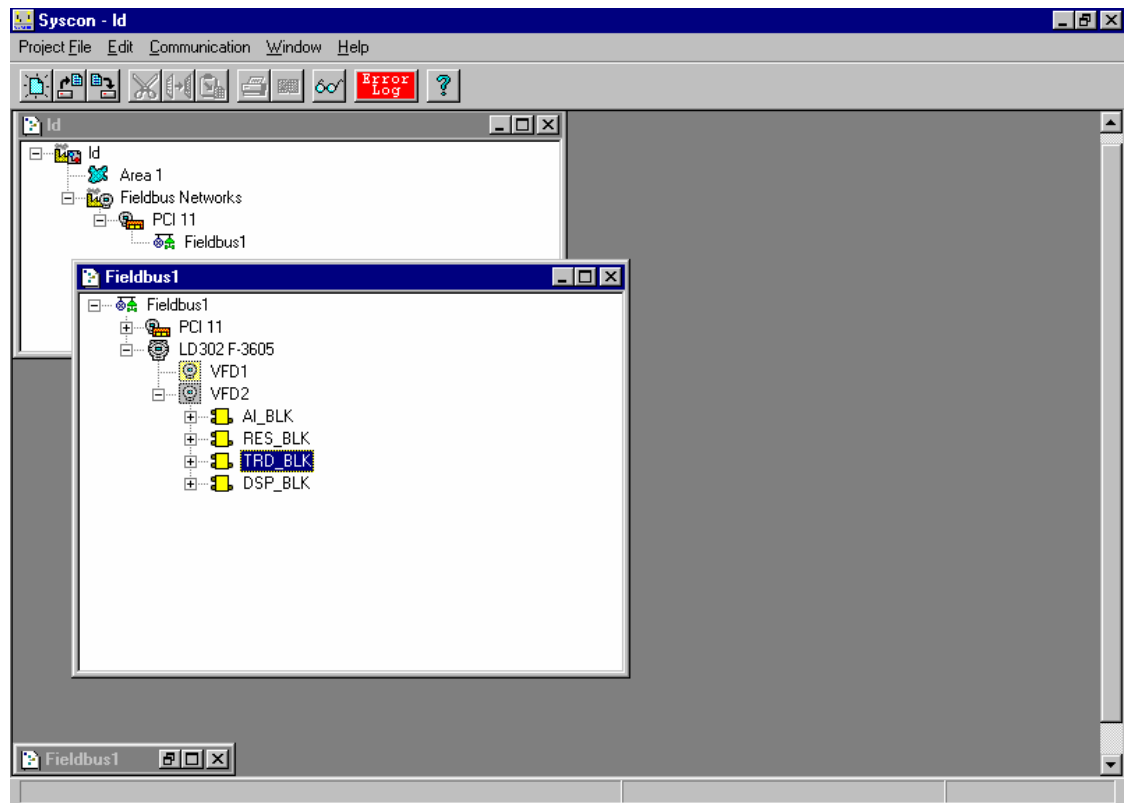 Syscon - ld
Project File Edit Communication Window Help
Error Log ?
ld
ld
Area 1
Fieldbus Networks
PCI 11
Fieldbus1
Fieldbus1
Fieldbus1
PCI 11
LD302 F-3605
VFD1
VFD2
AI_BLK
RES_BLK
TRD_BLK
DSP_BLK
Fieldbus1